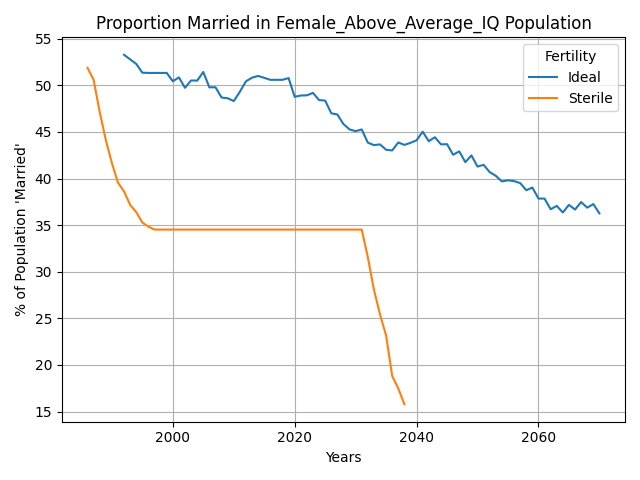 Proportion Married in Female_Above_Average_IQ Population
% of Population 'Married'
55
50
45
40
35
30
25
20
15
Fertility
Ideal
Sterile
2000 2020 2040 2060
Years